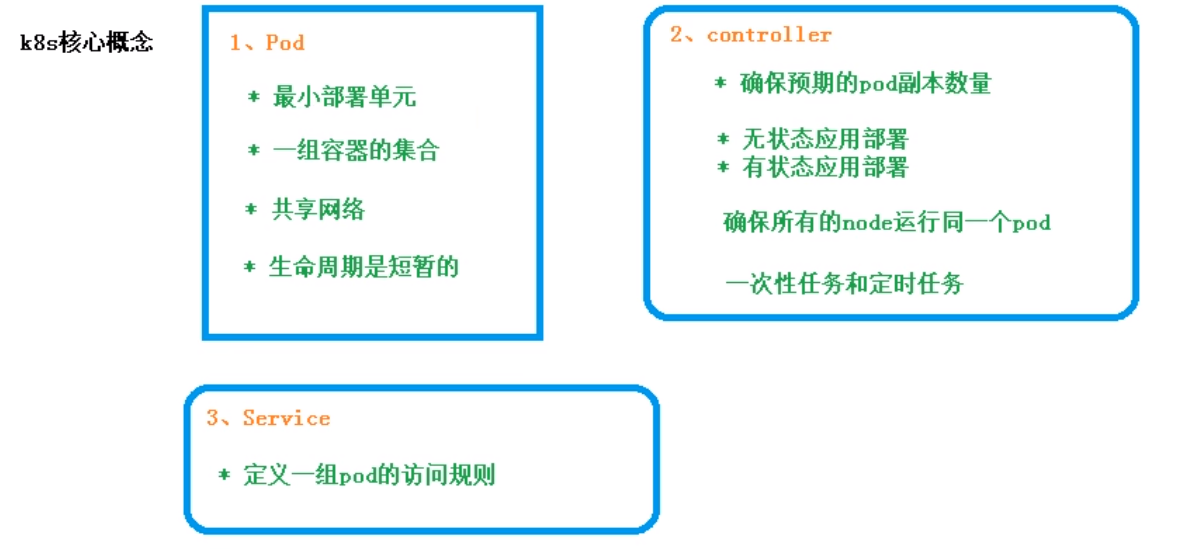 k8s核心概念
1、Pod
* 最小部署单元
* 一组容器的集合
* 共享网络
* 生命周期是短暂的
2、controller
* 确保预期的pod副本数量
* 无状态应用部署
* 有状态应用部署
确保所有的node运行同一个pod
一次性任务和定时任务
3、Service
* 定义一组pod的访问规则